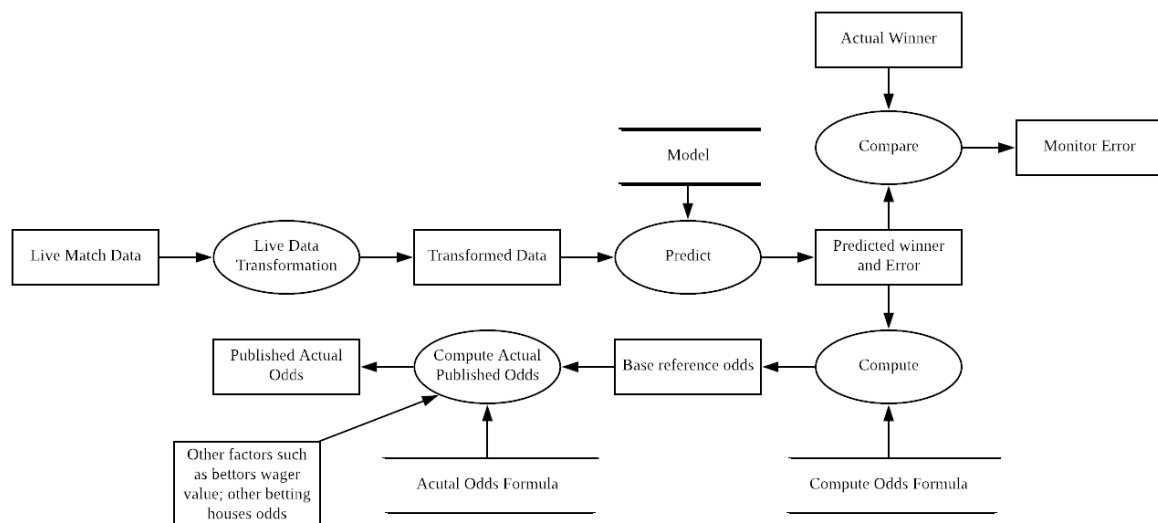 Actual Winner
Model
Compare
Monitor Error
Live Match Data
Live Data
Transformation
Transformed Data
Predict
Predicted winner
and Error
Published Actual
Odds
Compute Actual
Published Odds
Base reference odds
Compute
Other factors such
as bettors wager
value; other betting
houses odds
Acutal Odds Formula
Compute Odds Formula